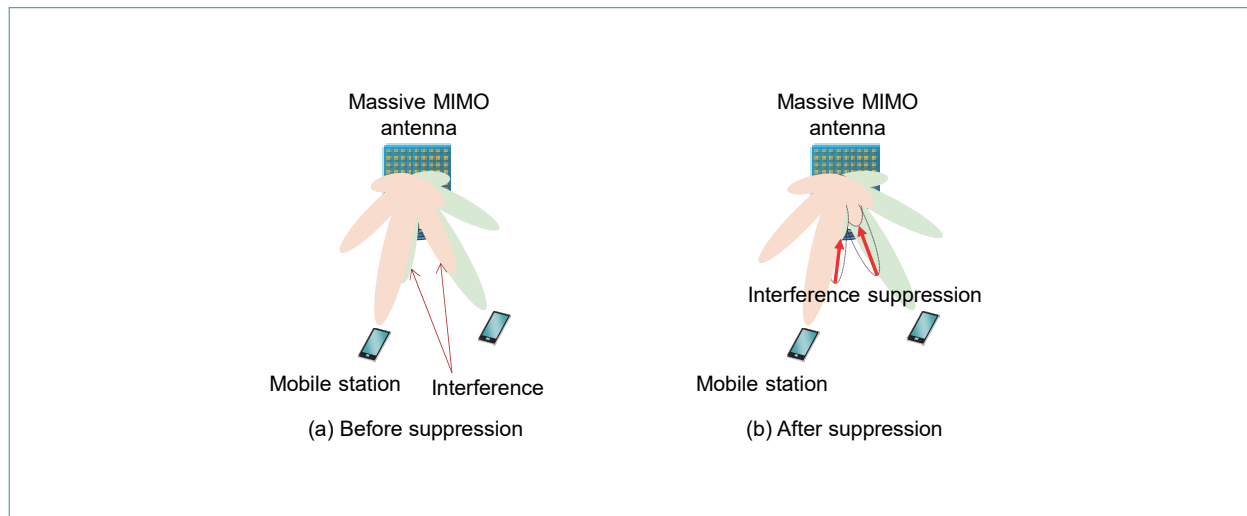 Massive MIMO
antenna
Mobile station
Interference
(a) Before suppression
Massive MIMO
antenna
Interference suppression
Mobile station
(b) After suppression